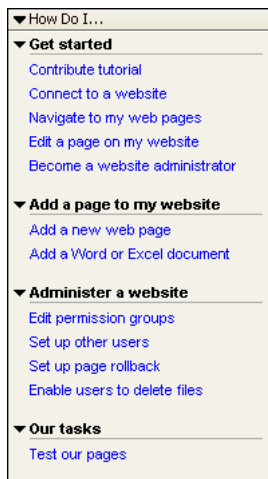 How Do I...
Get started
Contribute tutorial
Connect to a website
Navigate to my web pages
Edit a page on my website
Become a website administrator
Add a page to my website
Add a new web page
Add a Word or Excel document
Administer a website
Edit permission groups
Set up other users
Set up page rollback
Enable users to delete files
Our tasks
Test our pages